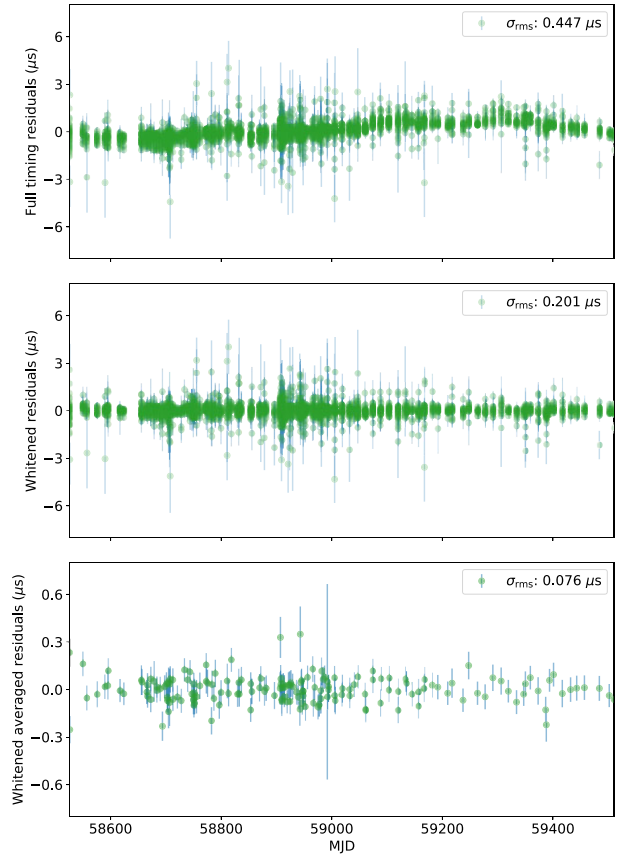 6
3
0
−3
−6
Full timing residuals (μs)
σrms: 0.447 μs
6
3
0
−3
−6
Whitened residuals (μs)
σrms: 0.201 μs
0.6
0.3
0.0
−0.3
−0.6
Whitened averaged residuals (μs)
σrms: 0.076 μs
58600 58800 59000 59200 59400
MJD